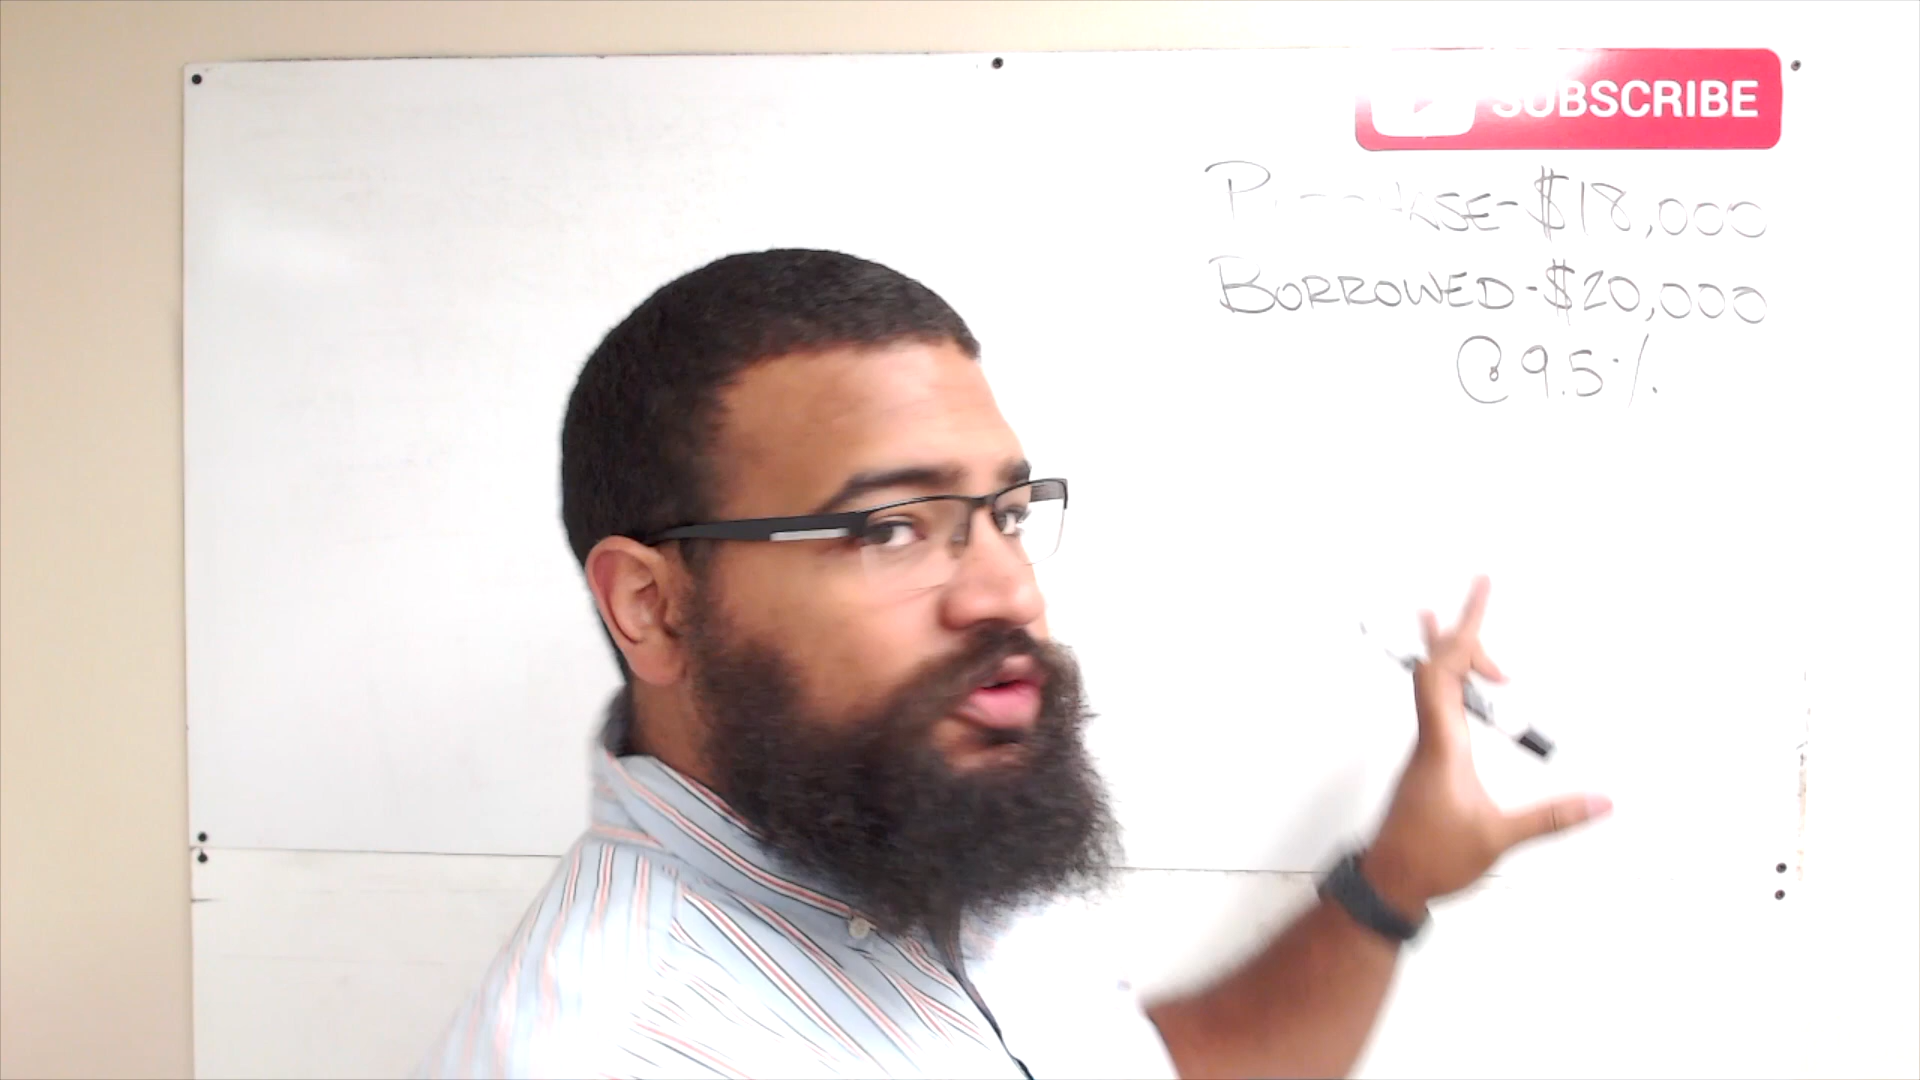 SUBSCRIBE
- $18,000
BORROWED - $20,000
@ 9.5%